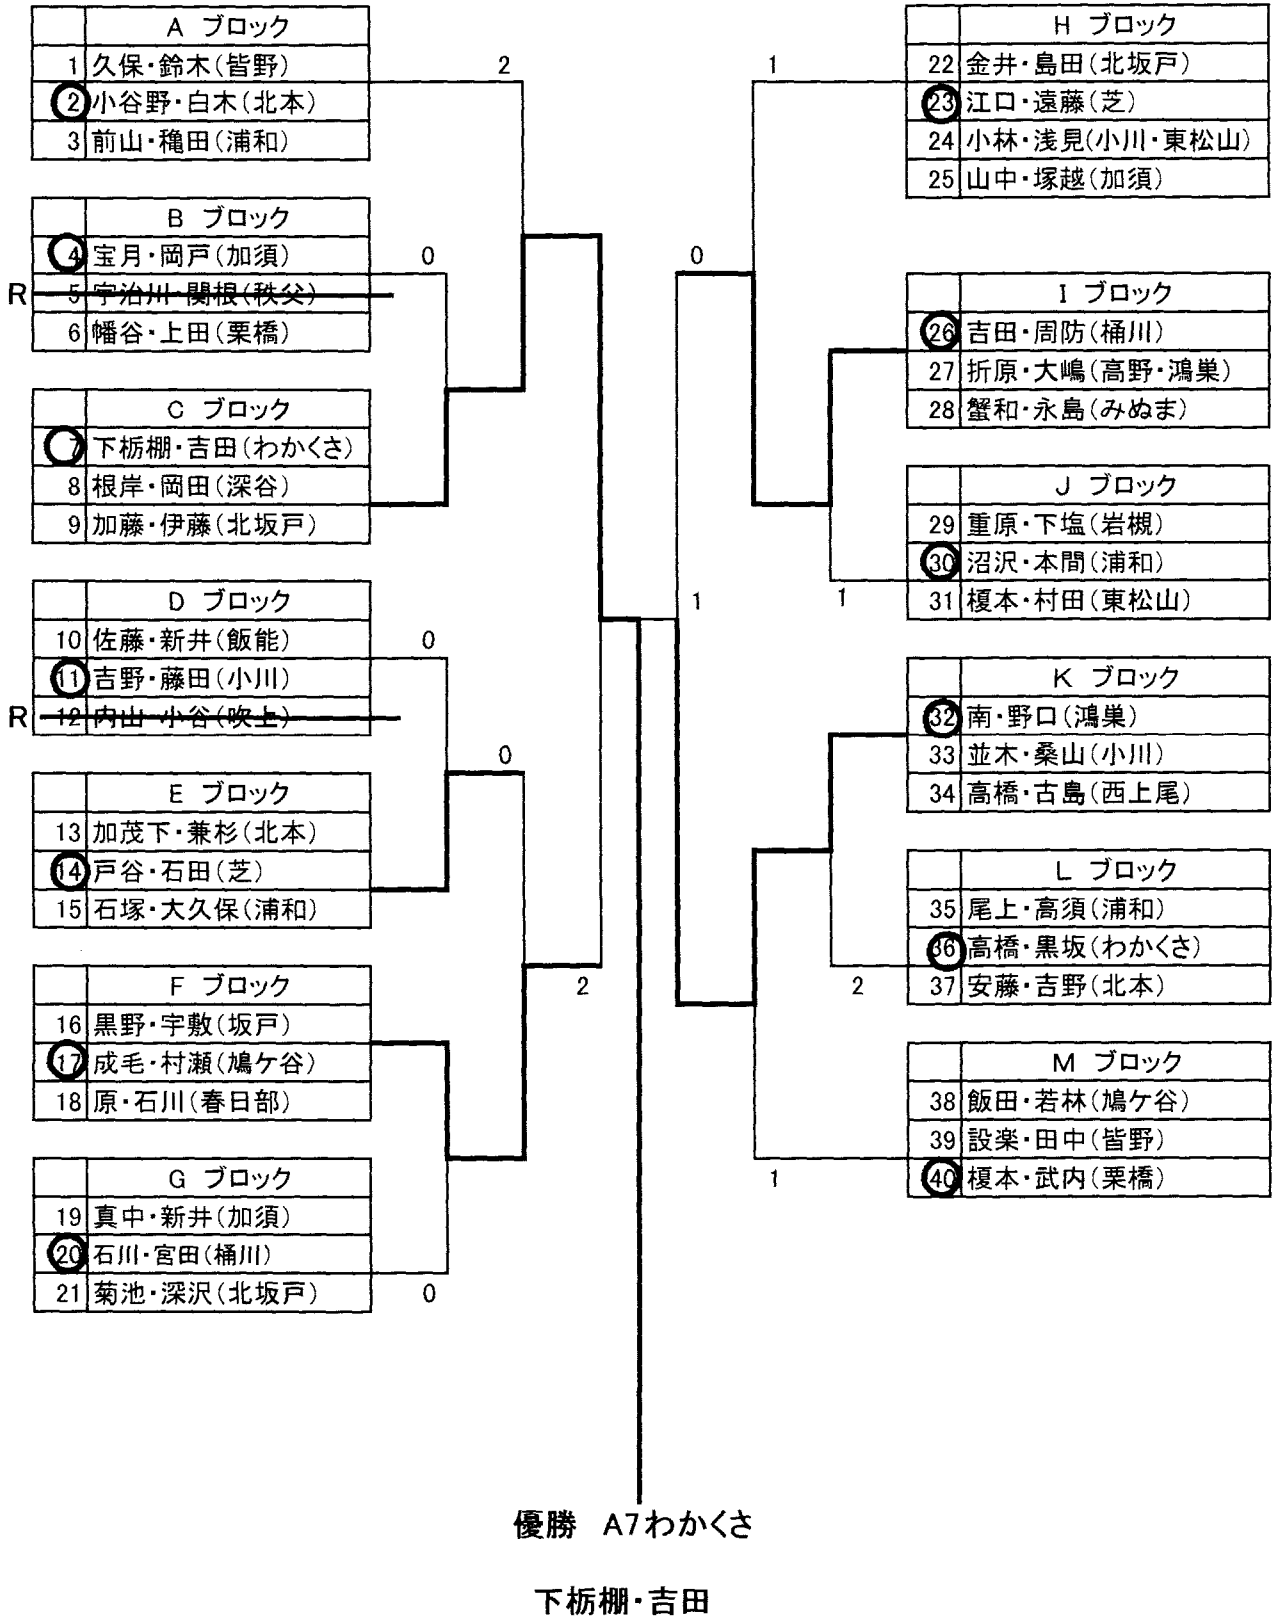 A ブロック
1 久保・鈴木(皆野)
2 小谷野・白木(北本)
3 前山・穐田(浦和)
2
B ブロック
4 宝月・岡戸(加須)
R 5 宇治川・関根(秩父)
6 幡谷・上田(栗橋)
0
C ブロック
7 下栃棚・吉田(わかくさ)
8 根岸・岡田(深谷)
9 加藤・伊藤(北坂戸)
D ブロック
10 佐藤・新井(飯能)
11 吉野・藤田(小川)
R 12 内山・小谷(吹上)
0
0
E ブロック
13 加茂下・兼杉(北本)
14 戸谷・石田(芝)
15 石塚・大久保(浦和)
F ブロック
16 黒野・宇敷(坂戸)
17 成毛・村瀬(鳩ケ谷)
18 原・石川(春日部)
2
G ブロック
19 真中・新井(加須)
20 石川・宮田(桶川)
21 菊池・深沢(北坂戸)
0
H ブロック
22 金井・島田(北坂戸)
23 江口・遠藤(芝)
24 小林・浅見(小川・東松山)
25 山中・塚越(加須)
1
0
I ブロック
26 吉田・周防(桶川)
27 折原・大嶋(高野・鴻巣)
28 蟹和・永島(みぬま)
J ブロック
29 重原・下塩(岩槻)
30 沼沢・本間(浦和)
31 榎本・村田(東松山)
1
1
K ブロック
32 南・野口(鴻巣)
33 並木・桑山(小川)
34 高橋・古島(西上尾)
L ブロック
35 尾上・高須(浦和)
36 高橋・黒坂(わかくさ)
37 安藤・吉野(北本)
2
M ブロック
38 飯田・若林(鳩ケ谷)
39 設楽・田中(皆野)
40 榎本・武内(栗橋)
1
優勝 A7わかくさ
下栃棚・吉田